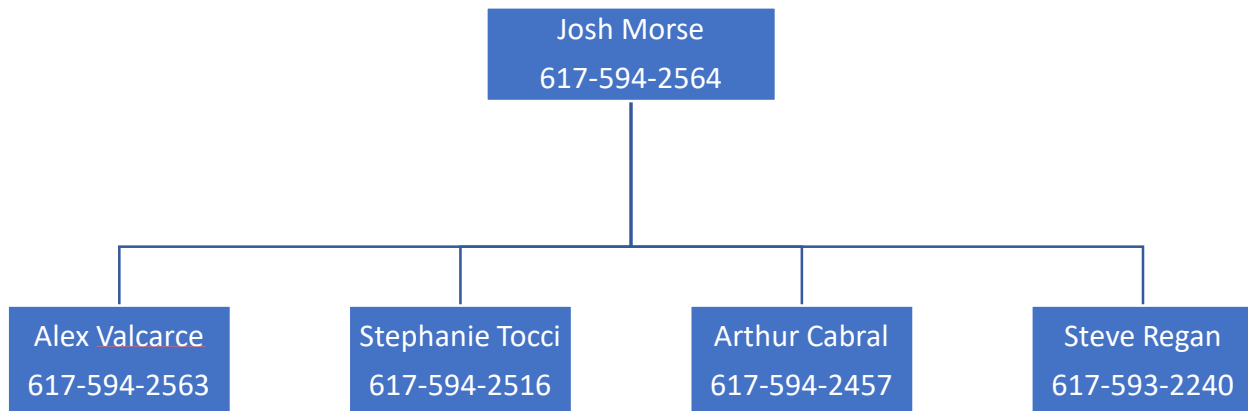 Josh Morse
617-594-2564
Alex Valcarce
617-594-2563
Stephanie Tocci
617-594-2516
Arthur Cabral
617-594-2457
Steve Regan
617-593-2240